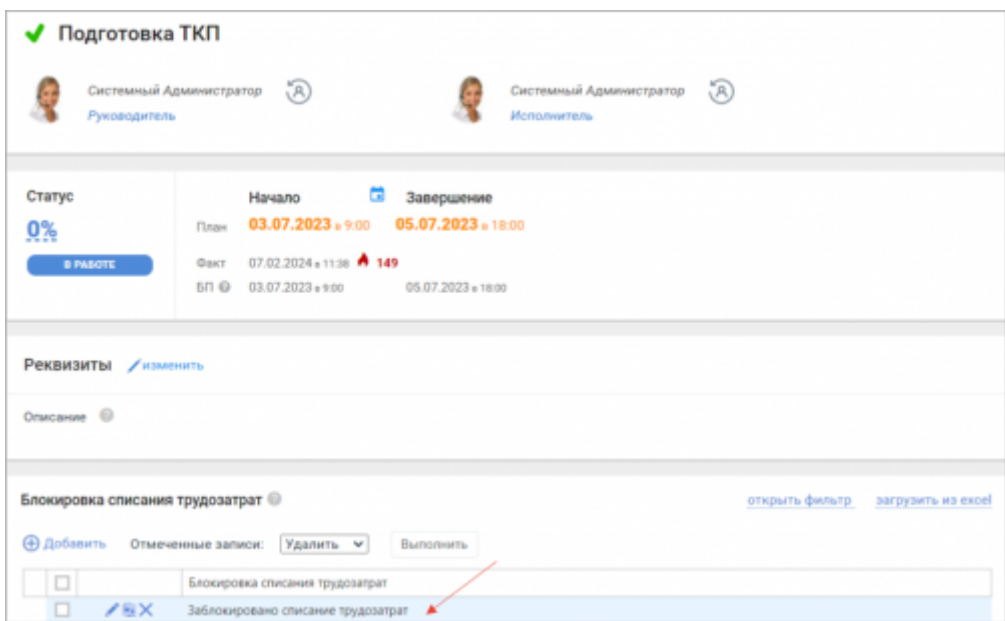 Подготовка ТКП
Системный Администратор
Руководитель
Системный Администратор
Исполнитель
Статус
0%
В РАБОТЕ
Начало Завершение
План 03.07.2023 в 9:00 05.07.2023 в 18:00
Факт 07.02.2024 в 11:38 149
БП 03.07.2023 в 9:00 05.07.2023 в 18:00
Реквизиты изменить
Описание
Блокировка списания трудозатрат открыть фильтр загрузить из excel
Добавить Отмеченные записи: Удалить Выполнить
Блокировка списания трудозатрат
Заблокировано списание трудозатрат